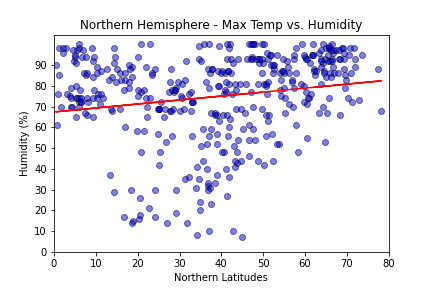 Northern Hemisphere - Max Temp vs. Humidity
Humidity (%)
90
80
70
60
50
40
30
20
10
0
0 10 20 30 40 50 60 70 80
Northern Latitudes